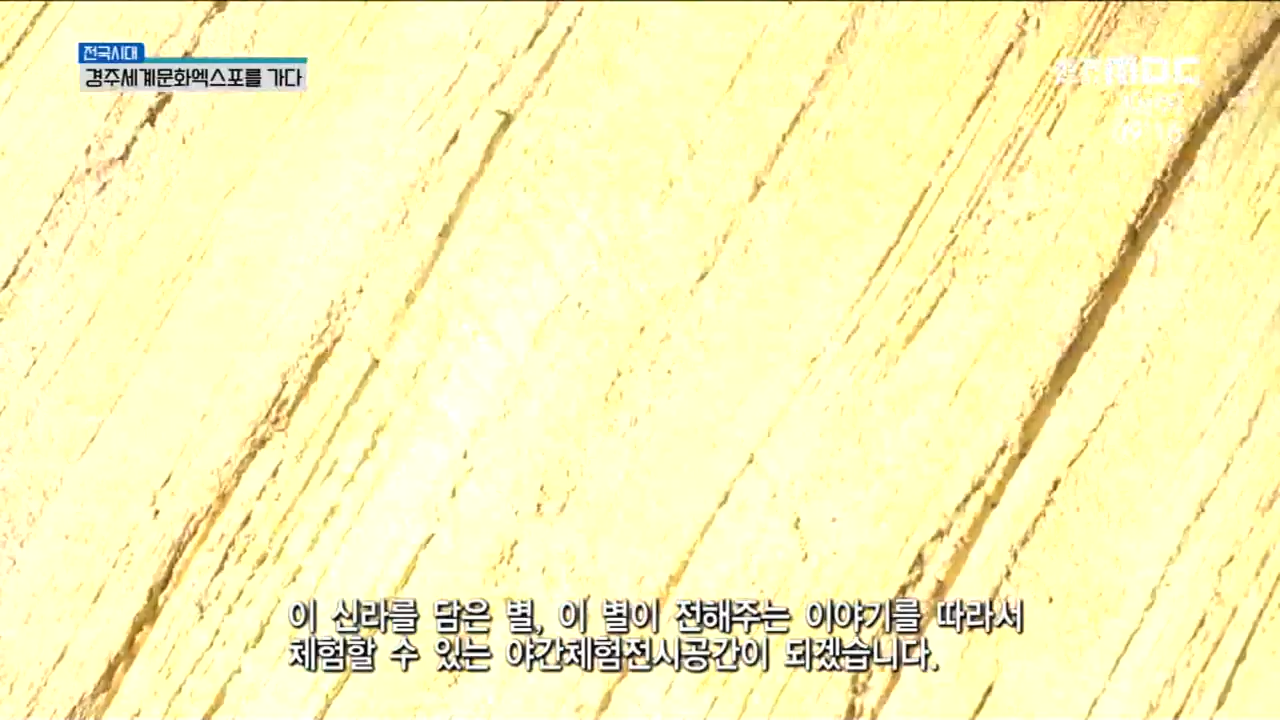 전국시대
경주세계문화엑스포를 가다
MBC
이 신라를 담은 별, 이 별이 전해주는 이야기를 따라서
체험할 수 있는 야간체험전시공간이 되겠습니다.